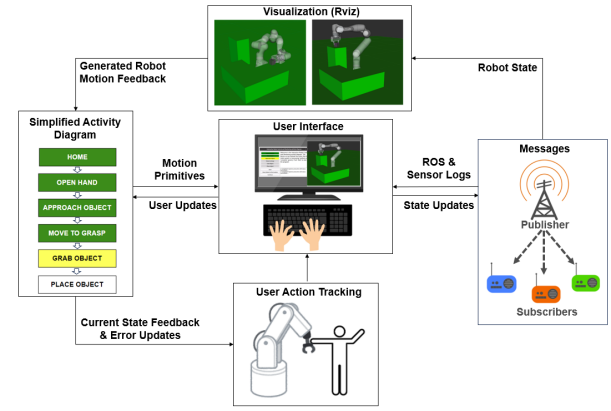 Visualization (Rviz)
Generated Robot
Motion Feedback
Robot State
Simplified Activity
Diagram
HOME
OPEN HAND
APPROACH OBJECT
MOVE TO GRASP
GRAB OBJECT
PLACE OBJECT
Motion
Primitives
User Updates
User Interface
ROS &
Sensor Logs
State Updates
Messages
Publisher
Subscribers
User Action Tracking
Current State Feedback
& Error Updates